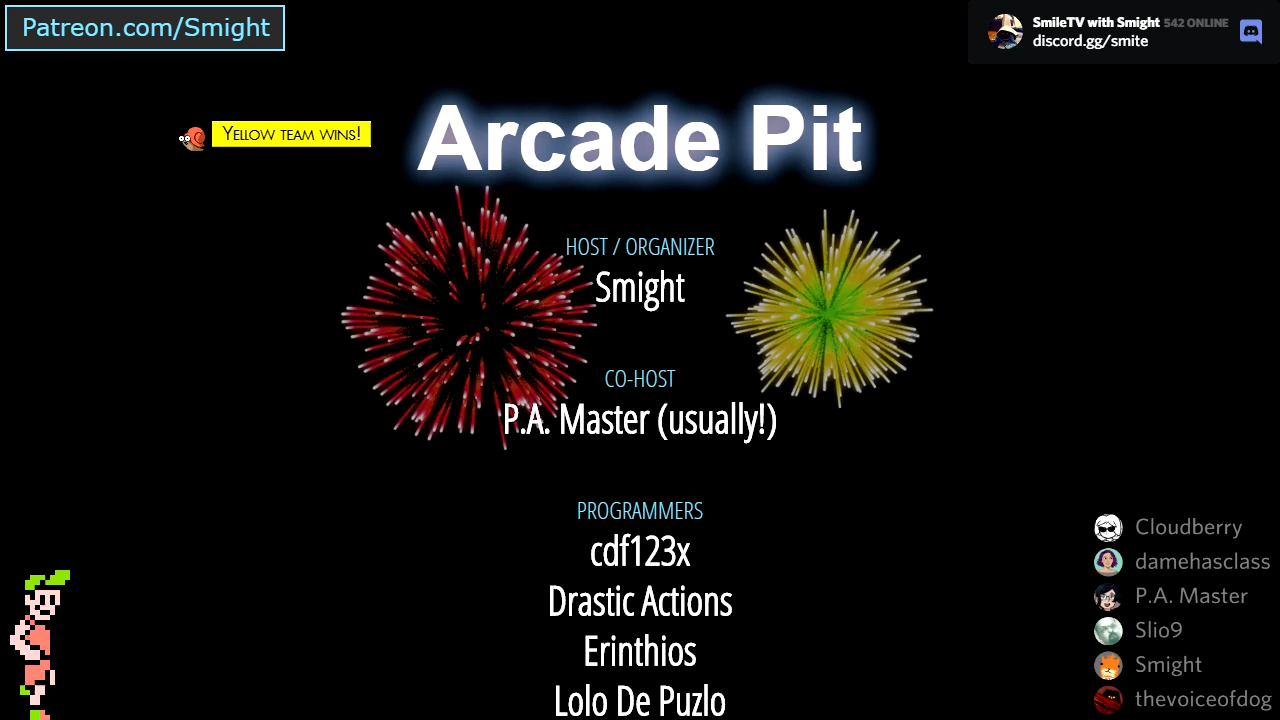 Patreon.com/Smight
SmileTV with Smight 542 ONLINE
discord.gg/smite
Yellow team wins!
Arcade Pit
HOST / ORGANIZER
Smight
CO-HOST
P.A. Master (usually!)
PROGRAMMERS
cdf123x
Drastic Actions
Erinthios
Lolo De Puzlo
Cloudberry
damehasclass
P.A. Master
Slio9
Smight
thevoiceofdog